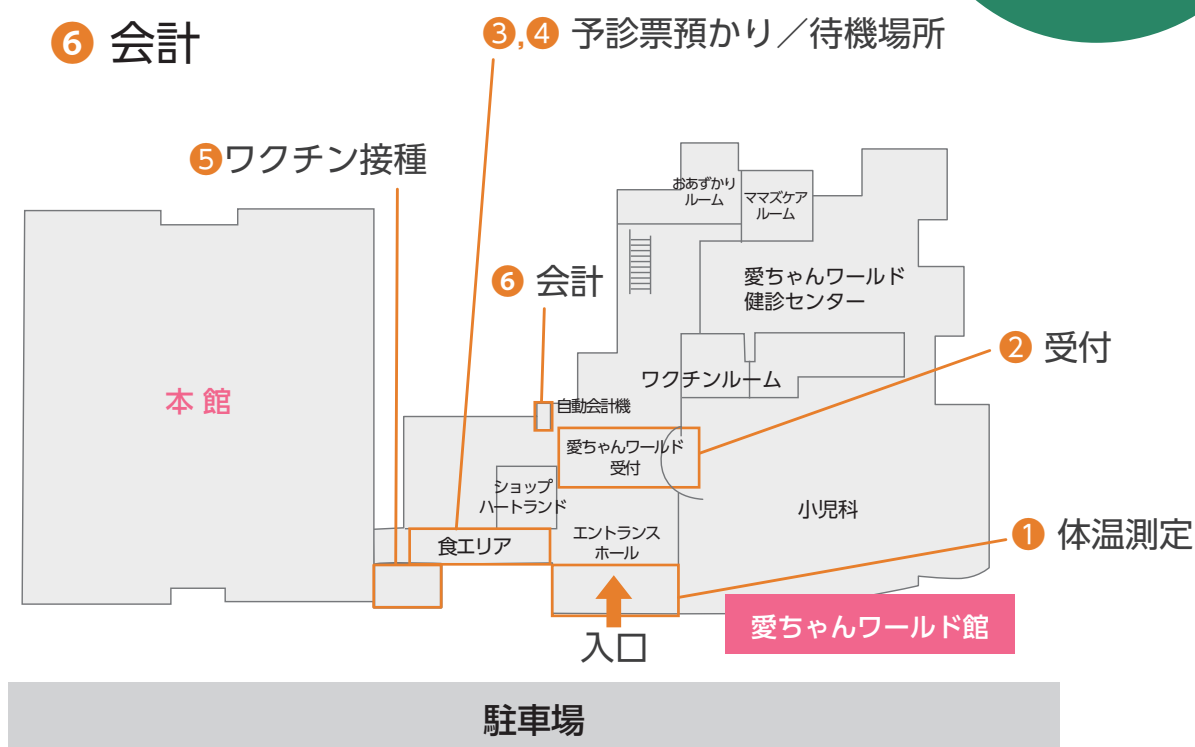 ❻ 会計
❸,❹ 予診票預かり／待機場所
❺ワクチン接種
おあずかり
ルーム
ママズケア
ルーム
❻ 会計
愛ちゃんワールド
健診センター
❷ 受付
ワクチンルーム
本 館
自動会計機
愛ちゃんワールド
受付
ショップ
ハートランド
小児科
エントランス
ホール
❶ 体温測定
食エリア
愛ちゃんワールド館
入口
駐車場